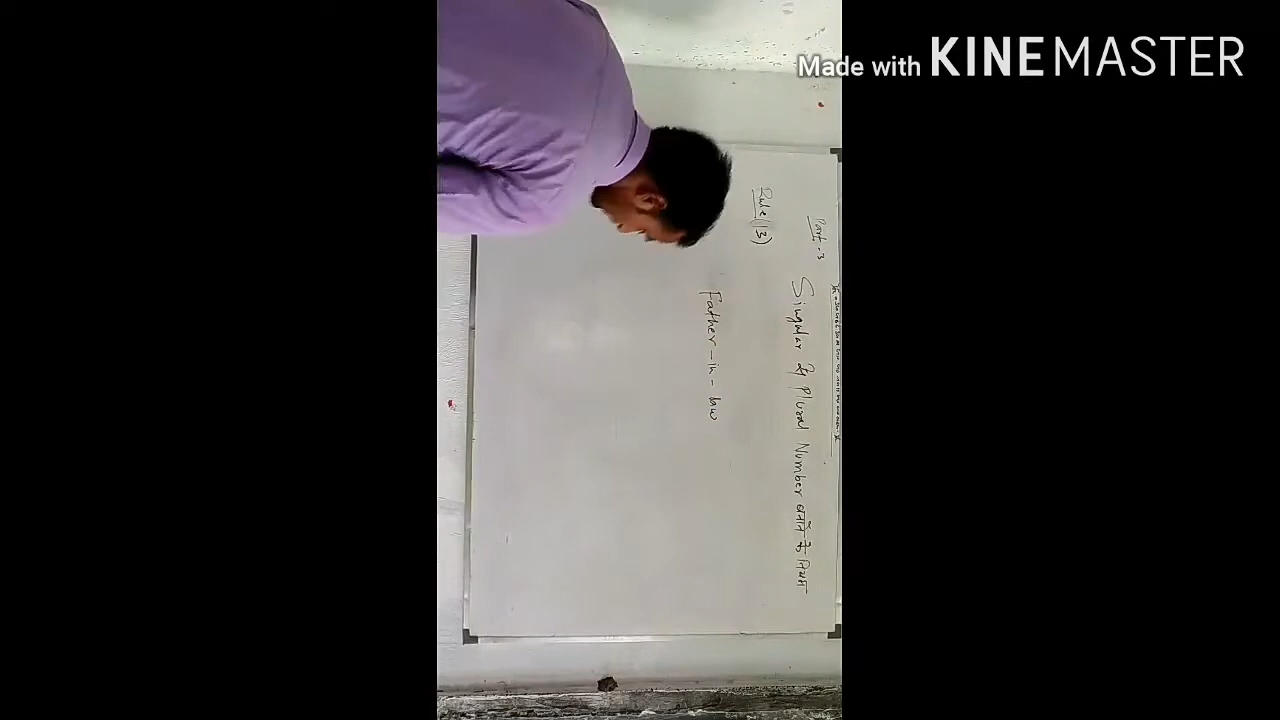 Made with KINEMASTER
Part-3
Singular से Plural Number बनाने के नियम
Rule (13)
Father-in-law